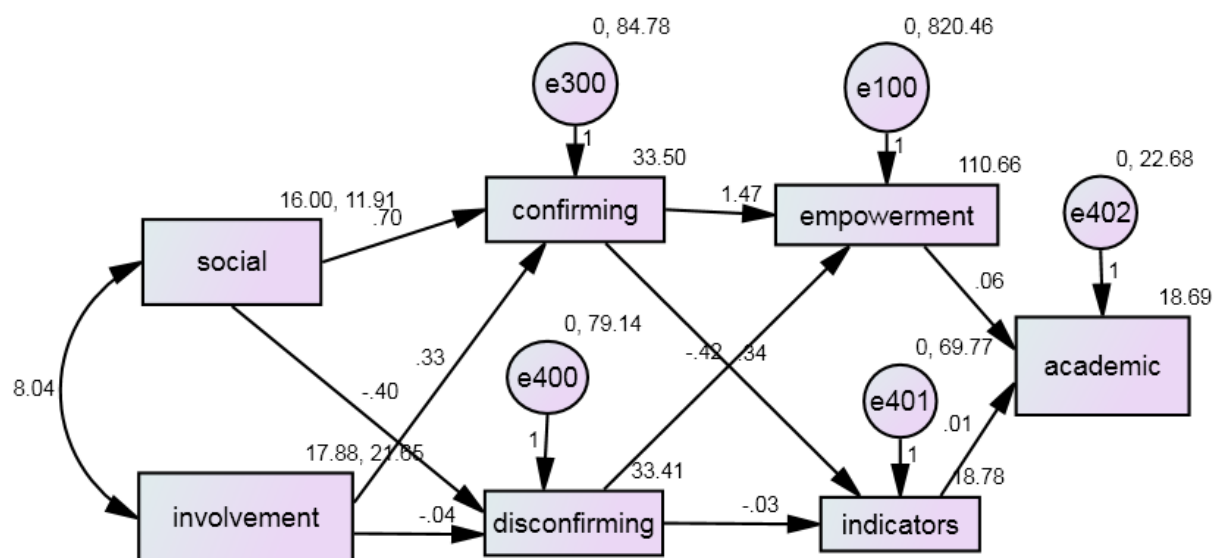 0, 84.78
0, 820.46
e300
e100
1
1
33.50
110.66
0, 22.68
16.00, 11.91
.70
confirming
1.47
empowerment
e402
social
1
.06
18.69
0, 79.14
.33
-.42
.34
0, 69.77
academic
8.04
-.40
e400
e401
.01
1
1
17.88, 21.65
33.41
18.78
involvement
-.04
disconfirming
-.03
indicators